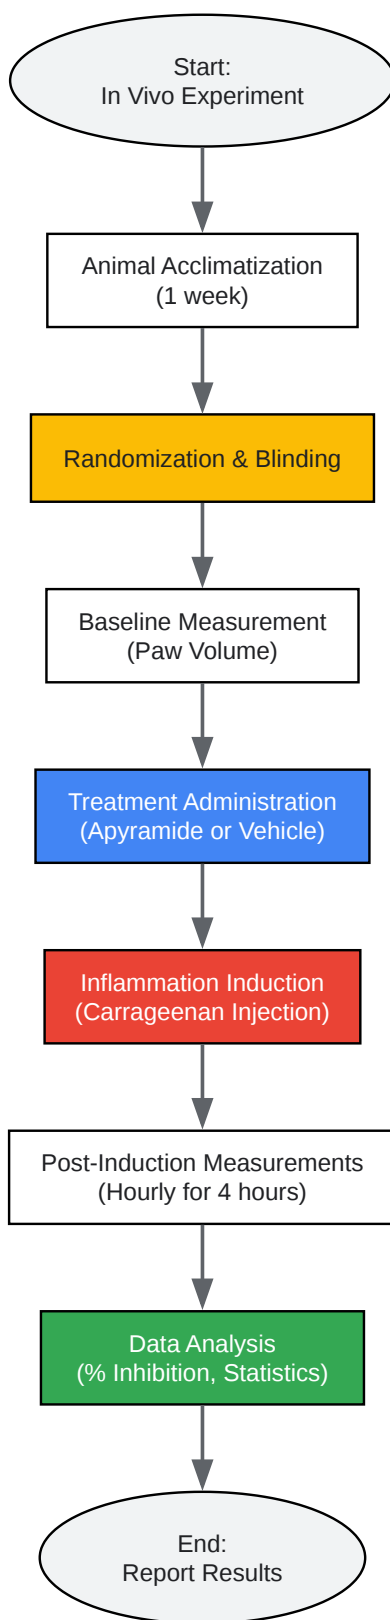 Start:
In Vivo Experiment
Animal Acclimatization
(1 week)
Randomization & Blinding
Baseline Measurement
(Paw Volume)
Treatment Administration
(Apyramide or Vehicle)
Inflammation Induction
(Carrageenan Injection)
Post-Induction Measurements
(Hourly for 4 hours)
Data Analysis
(% Inhibition, Statistics)
End:
Report Results